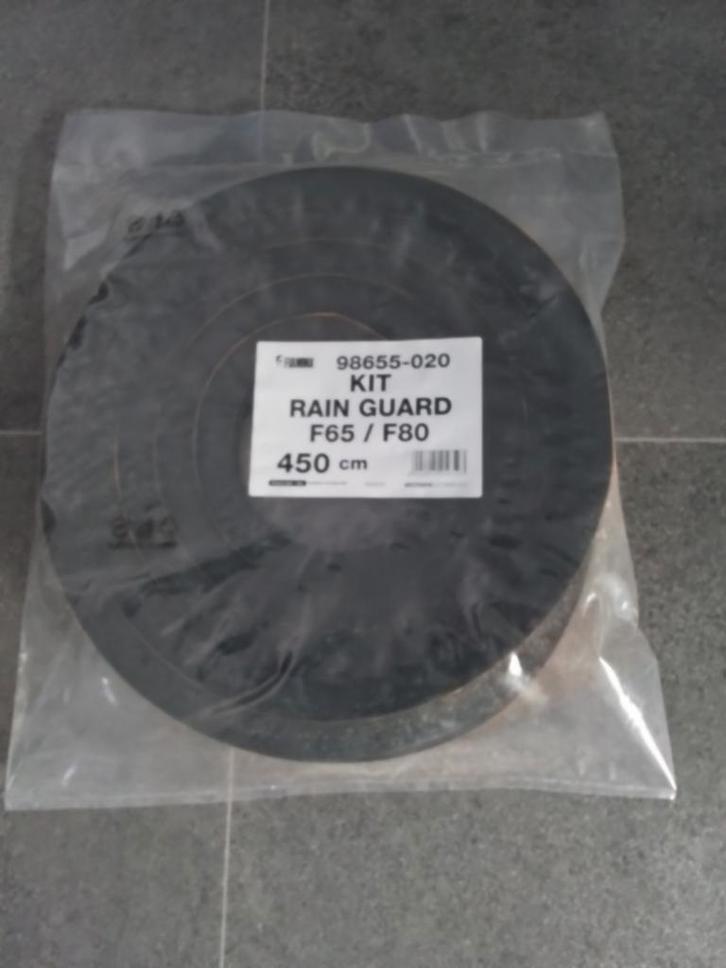 98655-020
KIT
RAIN GUARD
F65 / F80
450 cm